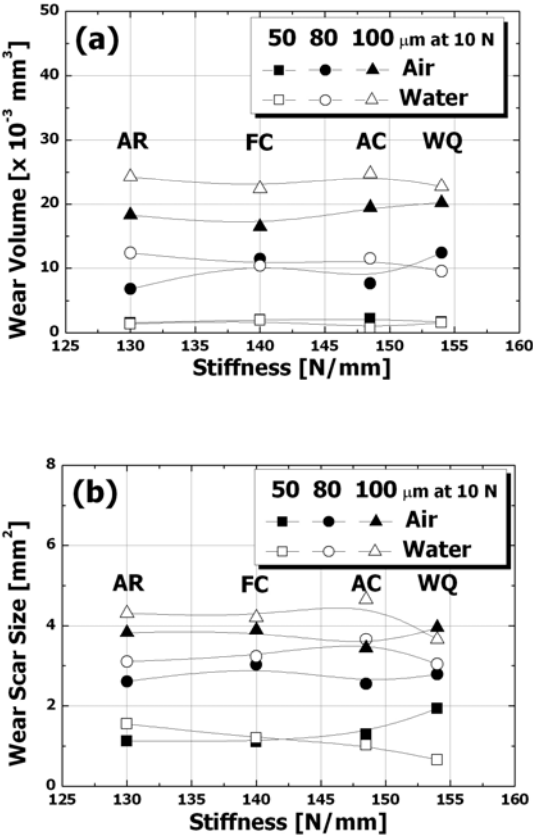 (a)
50 80 100 μm at 10 N
Air
Water
AR FC AC WQ
Wear Volume [x 10⁻³ mm³]
50
40
30
20
10
0
125 130 135 140 145 150 155 160
Stiffness [N/mm]
(b)
50 80 100 μm at 10 N
Air
Water
AR FC AC WQ
Wear Scar Size [mm²]
8
6
4
2
0
125 130 135 140 145 150 155 160
Stiffness [N/mm]